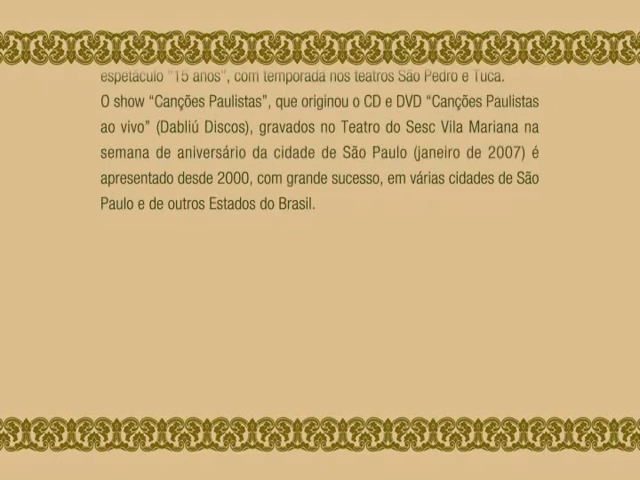 espetáculo "15 anos", com temporada nos teatros São Pedro e Tuca.
O show “Canções Paulistas”, que originou o CD e DVD “Canções Paulistas
ao vivo” (Dabliú Discos), gravados no Teatro do Sesc Vila Mariana na
semana de aniversário da cidade de São Paulo (janeiro de 2007) é
apresentado desde 2000, com grande sucesso, em várias cidades de São
Paulo e de outros Estados do Brasil.